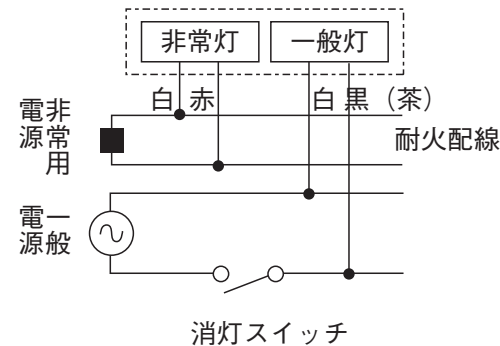 非常灯
一般灯
白
赤
白
黒（茶）
非常用
電源
耐火配線
一般
電源
消灯スイッチ